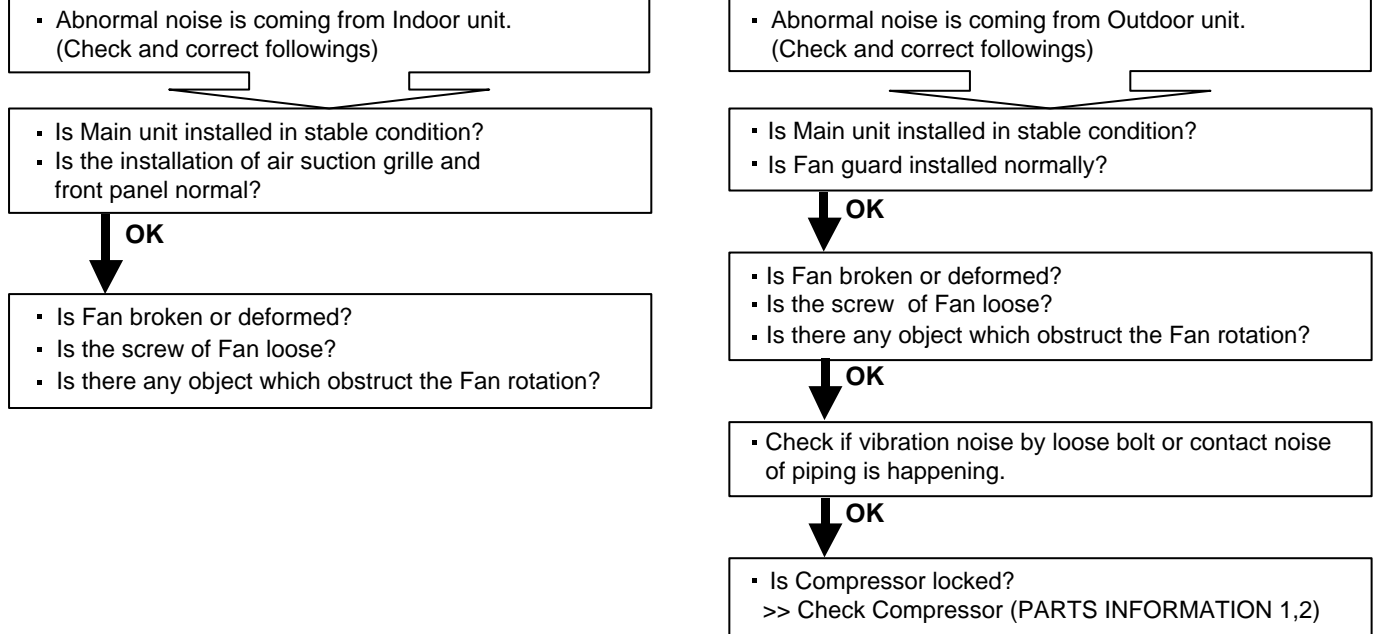 ▪ Abnormal noise is coming from Indoor unit.
(Check and correct followings)
▪ Is Main unit installed in stable condition?
▪ Is the installation of air suction grille and
front panel normal?
OK
▪ Is Fan broken or deformed?
▪ Is the screw of Fan loose?
▪ Is there any object which obstruct the Fan rotation?
▪ Abnormal noise is coming from Outdoor unit.
(Check and correct followings)
▪ Is Main unit installed in stable condition?
▪ Is Fan guard installed normally?
OK
▪ Is Fan broken or deformed?
▪ Is the screw of Fan loose?
▪ Is there any object which obstruct the Fan rotation?
OK
▪ Check if vibration noise by loose bolt or contact noise
of piping is happening.
OK
▪ Is Compressor locked?
>> Check Compressor (PARTS INFORMATION 1,2)